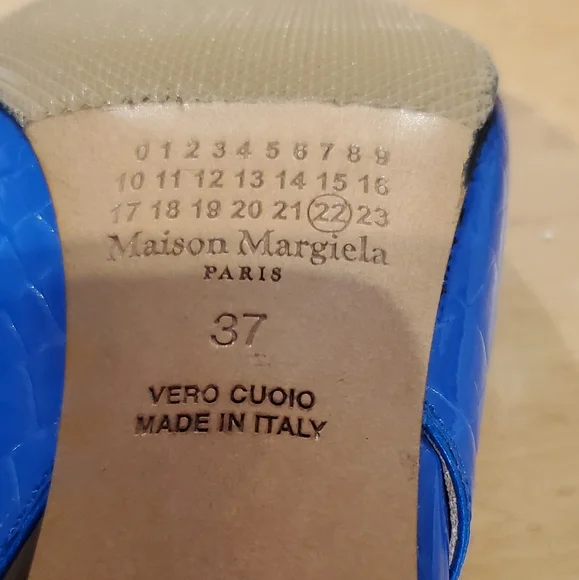 0 1 2 3 4 5 6 7 8 9
10 11 12 13 14 15 16
17 18 19 20 21 22 23
Maison Margiela
PARIS
37
VERO CUOIO
MADE IN ITALY